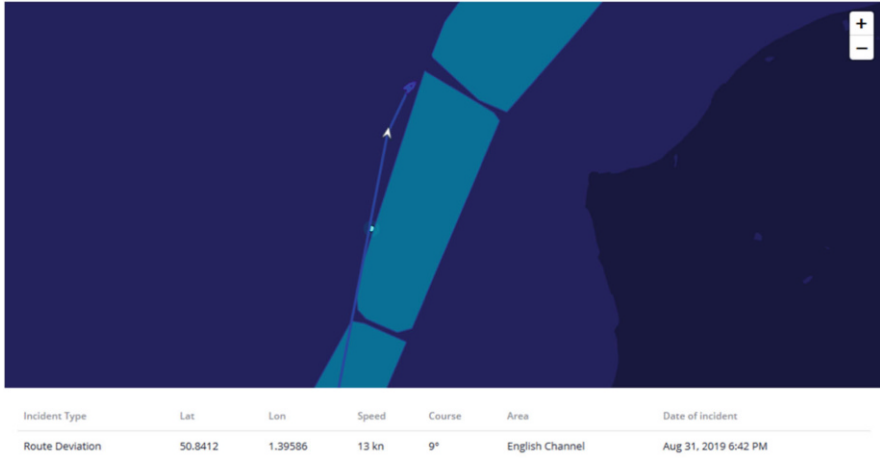 +
−
Incident Type Lat Lon Speed Course Area Date of incident
Route Deviation 50.8412 1.39586 13 kn 9° English Channel Aug 31, 2019 6:42 PM